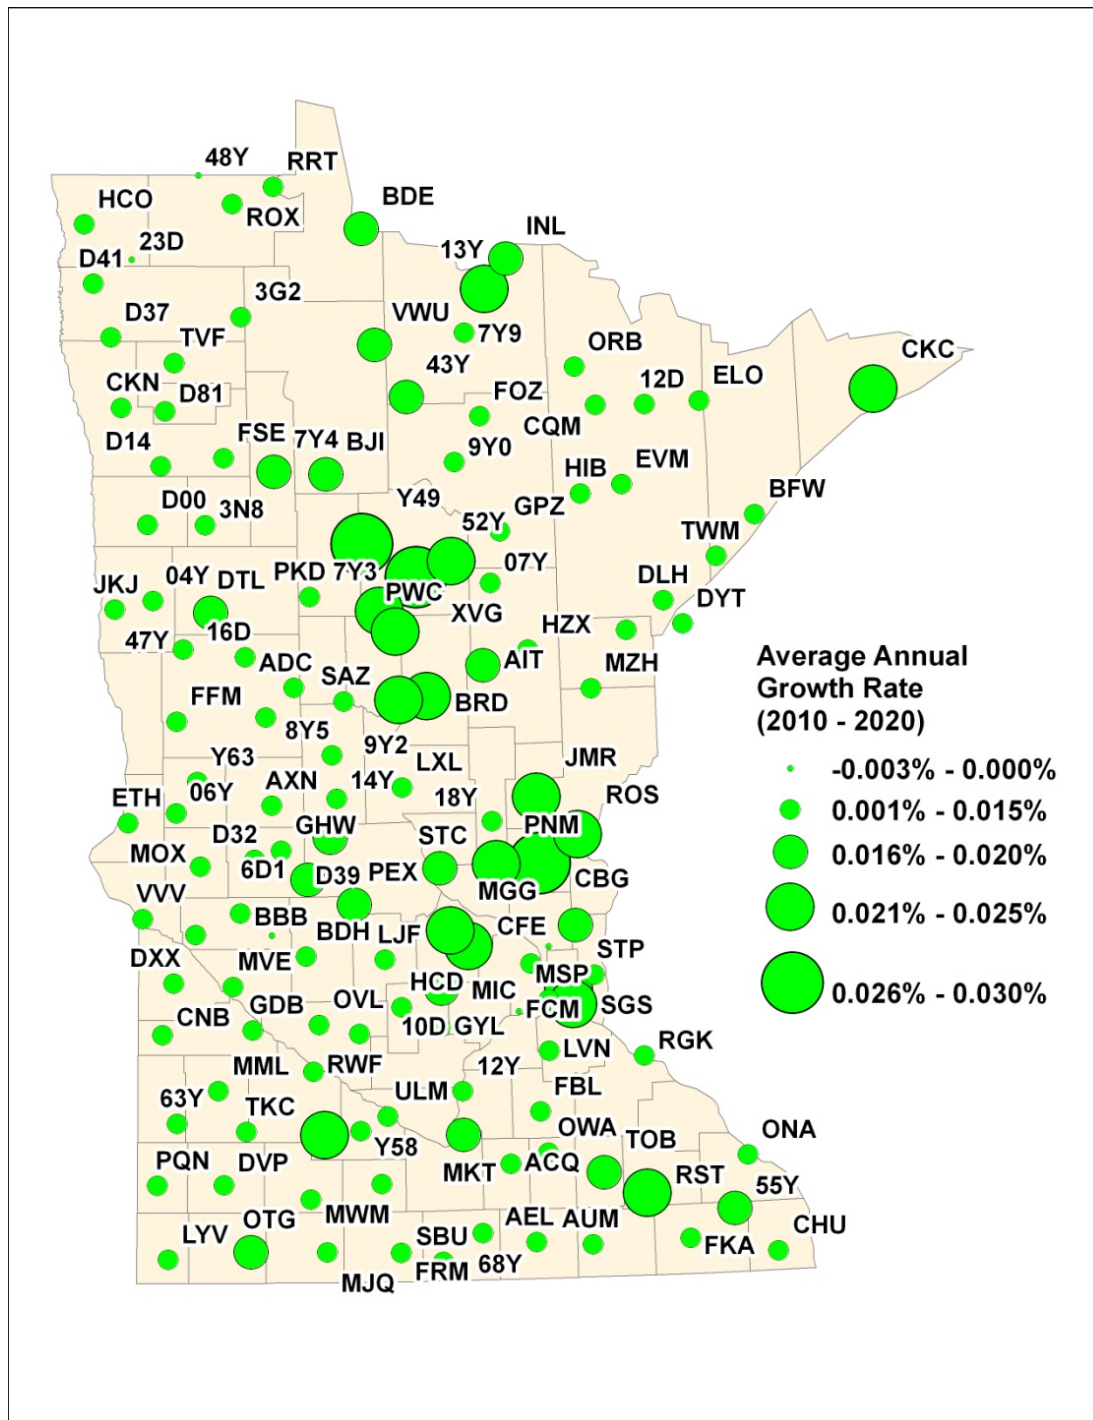 48Y
RRT
HCO
ROX
BDE
23D
D41
13Y
INL
3G2
D37
TVF
VWU
7Y9
ORB
CKC
43Y
CKN
D81
FOZ
12D
ELO
CQM
D14
FSE
7Y4
BJI
9Y0
HIB
EVM
BFW
D00
3N8
Y49
52Y
GPZ
TWM
JKJ
04Y
DTL
PKD
7Y3
PWC
07Y
DLH
DYT
XVG
47Y
16D
HZX
ADC
SAZ
AIT
MZH
FFM
BRD
8Y5
9Y2
Y63
AXN
14Y
LXL
JMR
ETH
06Y
18Y
ROS
D32
GHW
STC
PNM
MOX
6D1
D39
PEX
MGG
CBG
VVV
BBB
BDH
LJF
CFE
STP
DXX
MVE
HCD
MIC
MSP
GDB
OVL
FCM
SGS
CNB
10D
GYL
LVN
RGK
MML
RWF
12Y
63Y
TKC
ULM
FBL
OWA
Y58
TOB
ONA
PQN
DVP
MKT
ACQ
RST
55Y
MWM
LYV
OTG
SBU
AEL
AUM
FKA
CHU
MJQ
FRM
68Y
Average Annual
Growth Rate
(2010 - 2020)
-0.003% - 0.000%
0.001% - 0.015%
0.016% - 0.020%
0.021% - 0.025%
0.026% - 0.030%